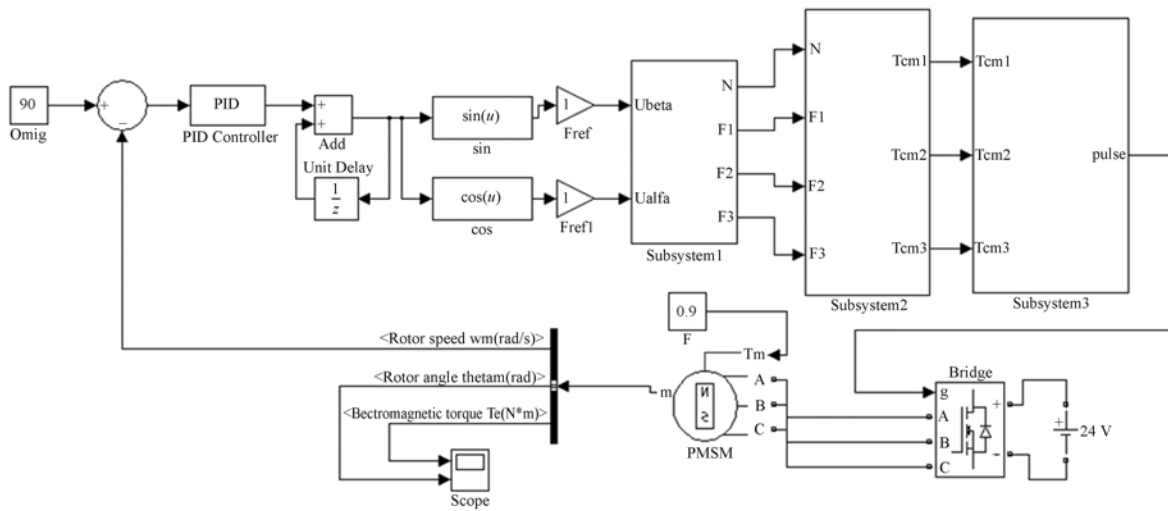 90
Omig
+
−
PID
PID Controller
+
+
Add
Unit Delay
1
z
sin(u)
sin
cos(u)
cos
1
Fref
1
Fref1
Ubeta
Ualfa
N
F1
F2
F3
Subsystem1
N
F1
F2
F3
Tcm1
Tcm2
Tcm3
Subsystem2
Tcm1
Tcm2
Tcm3
pulse
Subsystem3
<Rotor speed wm(rad/s)>
<Rotor angle thetam(rad)>
<Bectromagnetic torque Te(N*m)>
Scope
0.9
F
m
N
S
Tm
A
B
C
PMSM
Bridge
g
A
B
C
+
-
+
24 V